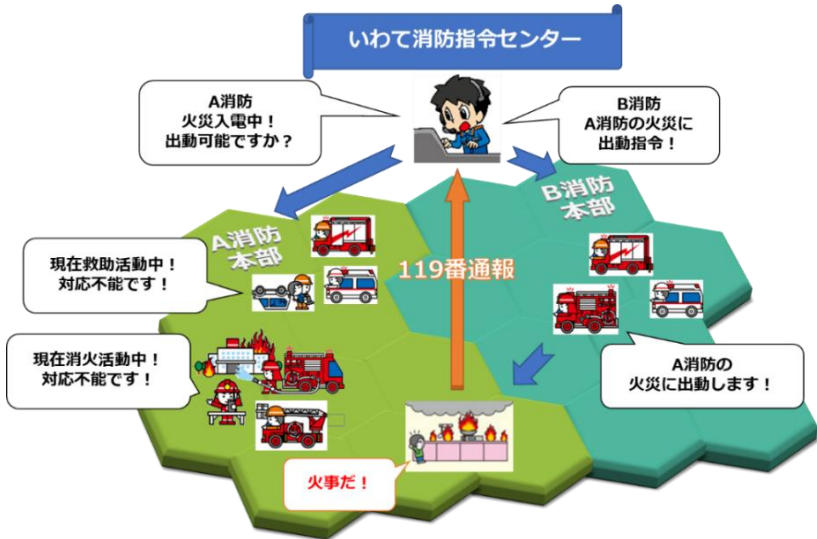 いわて消防指令センター
A消防
火災入電中！
出動可能ですか？
B消防
A消防の火災に
出動指令！
A消防
本部
B消防
本部
現在救助活動中！
対応不能です！
119番通報
現在消火活動中！
対応不能です！
A消防の
火災に出動します！
火事だ！